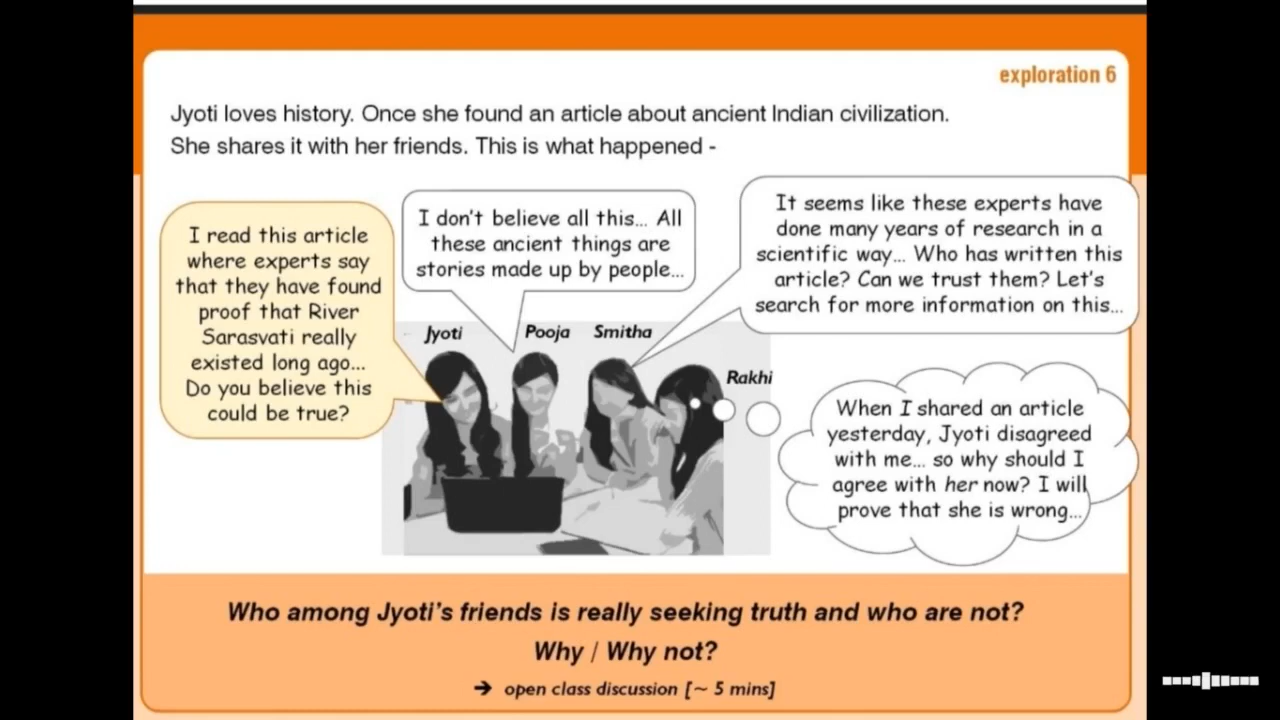 exploration 6
Jyoti loves history. Once she found an article about ancient Indian civilization.
She shares it with her friends. This is what happened -
I read this article
where experts say
that they have found
proof that River
Sarasvati really
existed long ago...
Do you believe this
could be true?
I don't believe all this... All
these ancient things are
stories made up by people...
It seems like these experts have
done many years of research in a
scientific way... Who has written this
article? Can we trust them? Let's
search for more information on this...
Jyoti
Pooja
Smitha
Rakhi
When I shared an article
yesterday, Jyoti disagreed
with me... so why should I
agree with her now? I will
prove that she is wrong...
Who among Jyoti's friends is really seeking truth and who are not?
Why / Why not?
→ open class discussion [~ 5 mins]